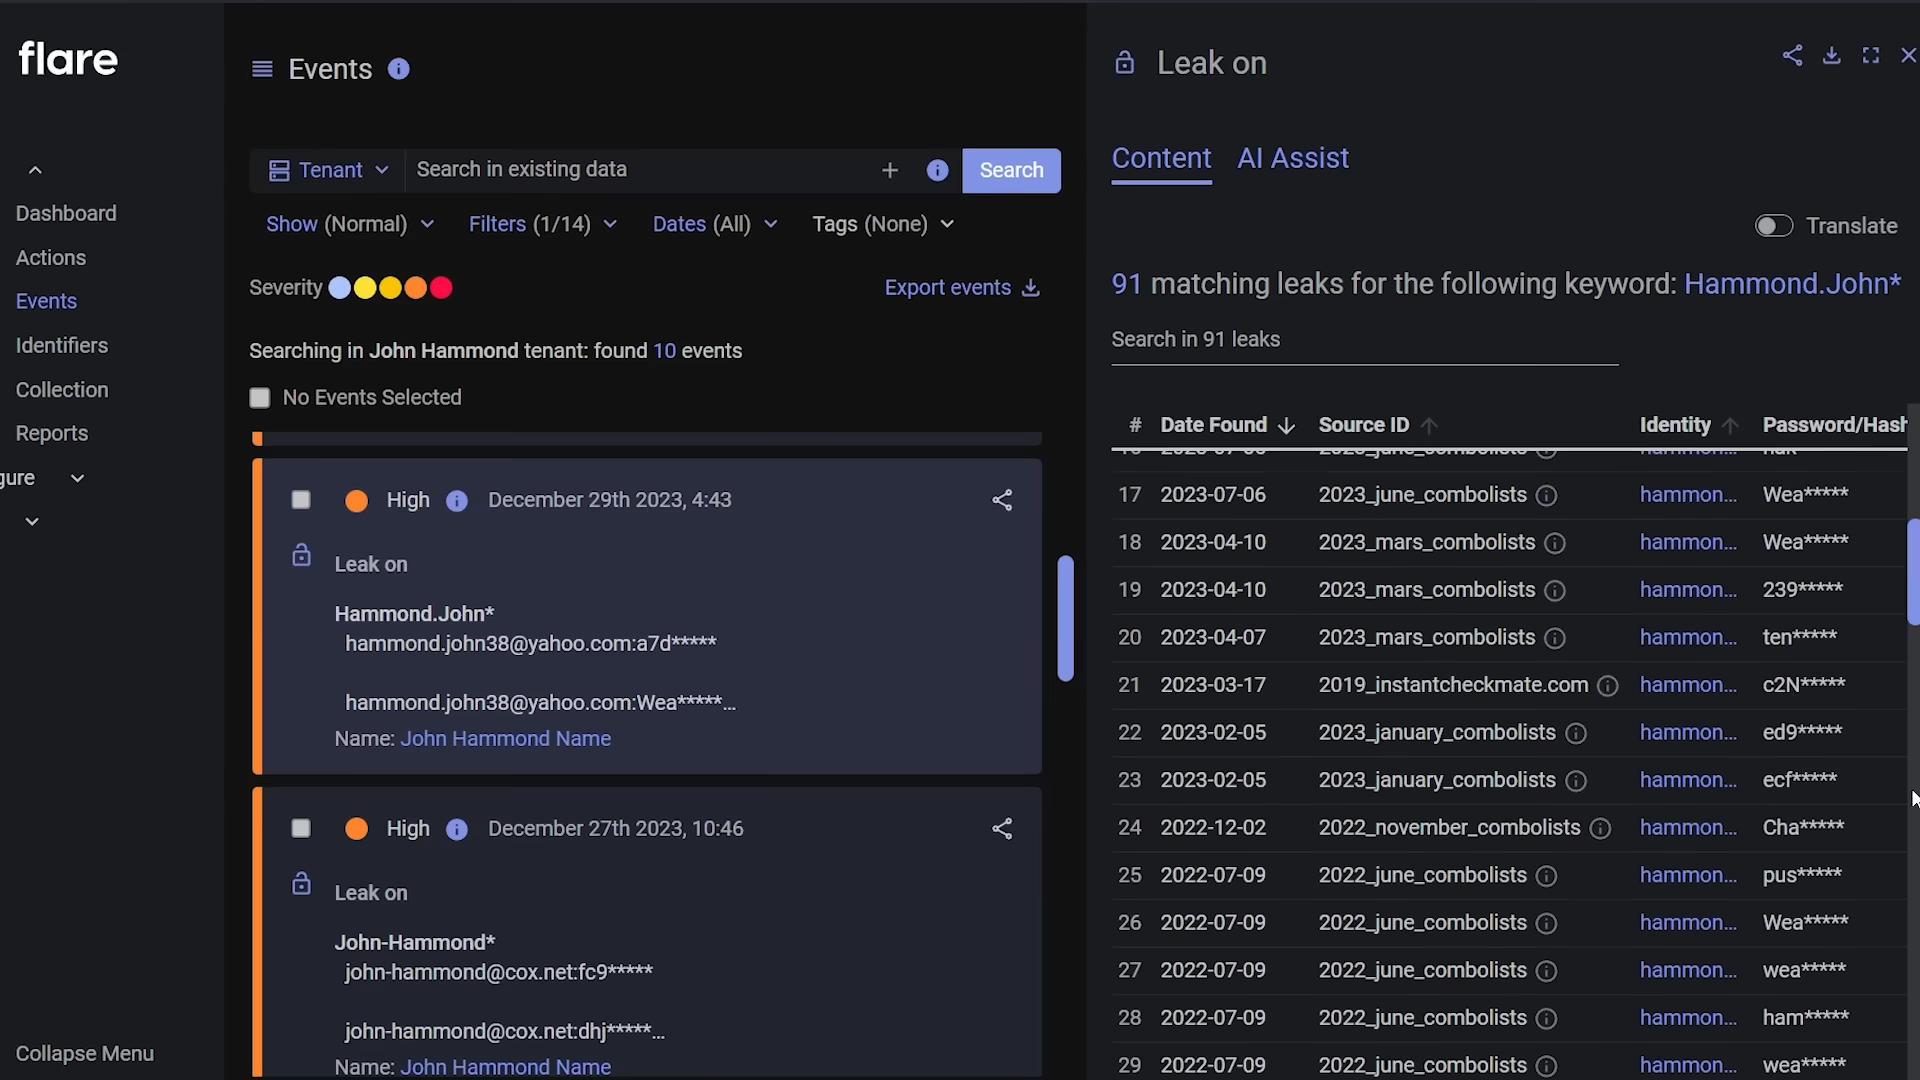 flare
Dashboard
Actions
Events
Identifiers
Collection
Reports
gure
Collapse Menu
Events
Tenant
Search in existing data
Search
Show (Normal)
Filters (1/14)
Dates (All)
Tags (None)
Severity
Export events
Searching in John Hammond tenant: found 10 events
No Events Selected
High December 29th 2023, 4:43
Leak on
Hammond.John*
hammond.john38@yahoo.com:a7d*****
hammond.john38@yahoo.com:Wea*****...
Name: John Hammond Name
High December 27th 2023, 10:46
Leak on
John-Hammond*
john-hammond@cox.net:fc9*****
john-hammond@cox.net:dhj*****...
Name: John Hammond Name
Leak on
Content AI Assist
Translate
91 matching leaks for the following keyword: Hammond.John*
Search in 91 leaks
# Date Found Source ID Identity Password/Hash
17 2023-07-06 2023_june_combolists hammon... Wea*****
18 2023-04-10 2023_mars_combolists hammon... Wea*****
19 2023-04-10 2023_mars_combolists hammon... 239*****
20 2023-04-07 2023_mars_combolists hammon... ten*****
21 2023-03-17 2019_instantcheckmate.com hammon... c2N*****
22 2023-02-05 2023_january_combolists hammon... ed9*****
23 2023-02-05 2023_january_combolists hammon... ecf*****
24 2022-12-02 2022_november_combolists hammon... Cha*****
25 2022-07-09 2022_june_combolists hammon... pus*****
26 2022-07-09 2022_june_combolists hammon... Wea*****
27 2022-07-09 2022_june_combolists hammon... wea*****
28 2022-07-09 2022_june_combolists hammon... ham*****
29 2022-07-09 2022_june_combolists hammon... wea*****